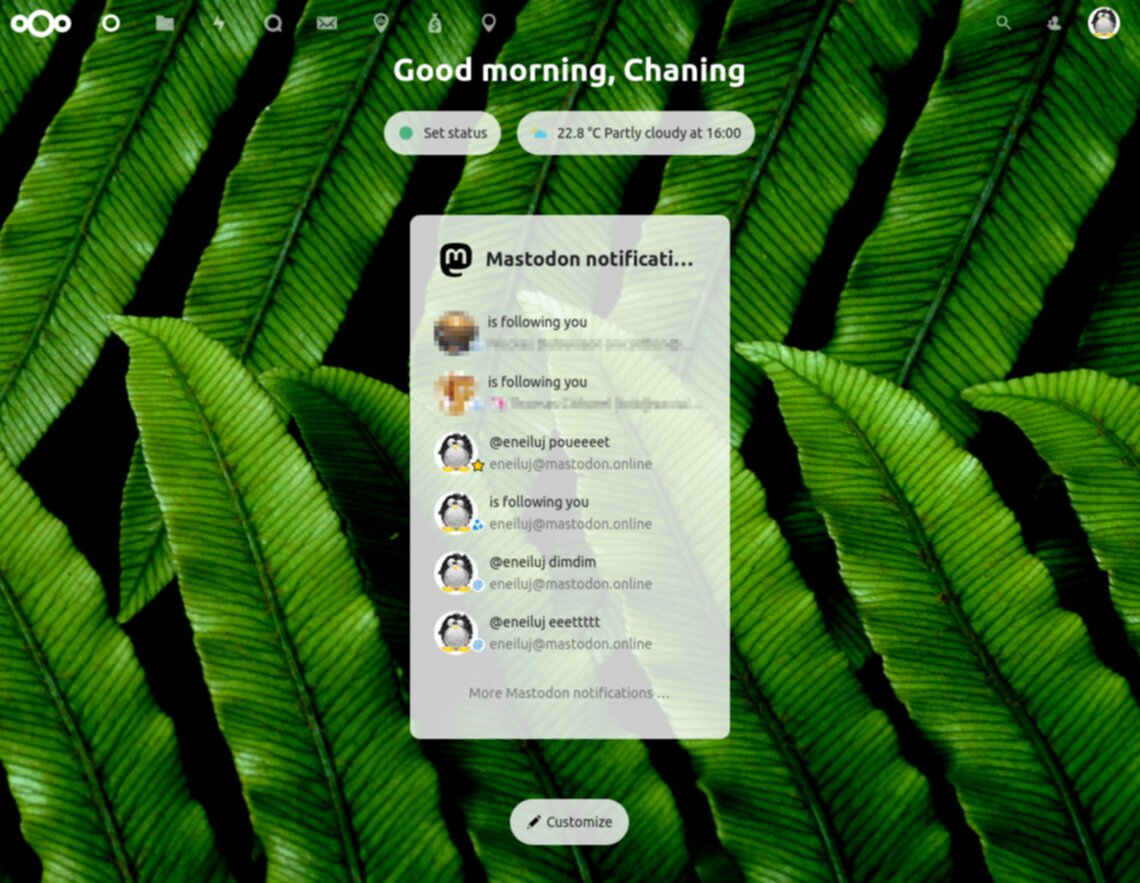 Good morning, Chaning
Set status
22.8 °C Partly cloudy at 16:00
Mastodon notificati...
is following you
is following you
@eneiluj poueeeet
eneiluj@mastodon.online
is following you
eneiluj@mastodon.online
@eneiluj dimdim
eneiluj@mastodon.online
@eneiluj eeettttt
eneiluj@mastodon.online
More Mastodon notifications ...
Customize